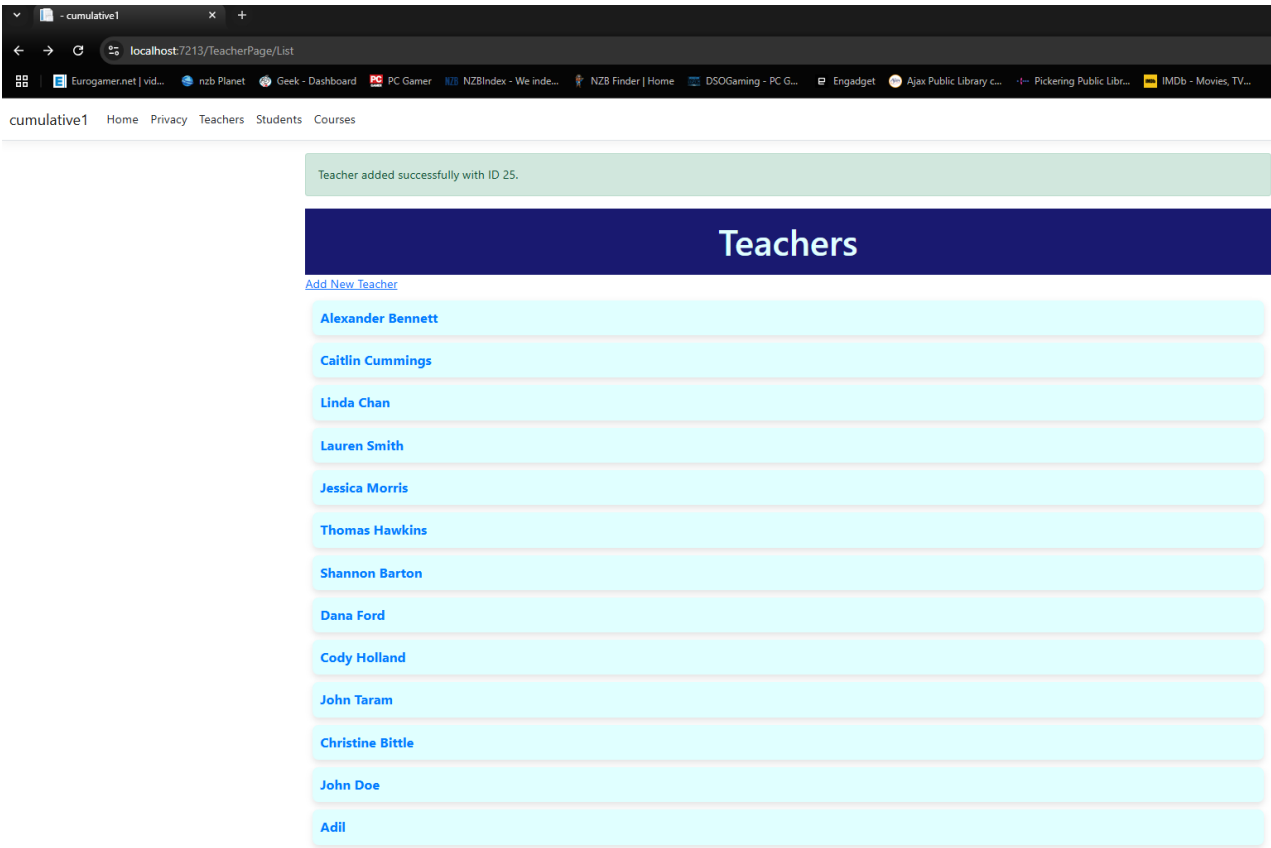 - cumulative1
localhost:7213/TeacherPage/List
Eurogamer.net | vid... nzb Planet Geek - Dashboard PC Gamer NZBIndex - We inde... NZB Finder | Home DSOGaming - PC G... Engadget Ajax Public Library c... Pickering Public Libr... IMDb - Movies, TV...
cumulative1 Home Privacy Teachers Students Courses
Teacher added successfully with ID 25.
Teachers
Add New Teacher
Alexander Bennett
Caitlin Cummings
Linda Chan
Lauren Smith
Jessica Morris
Thomas Hawkins
Shannon Barton
Dana Ford
Cody Holland
John Taram
Christine Bittle
John Doe
Adil